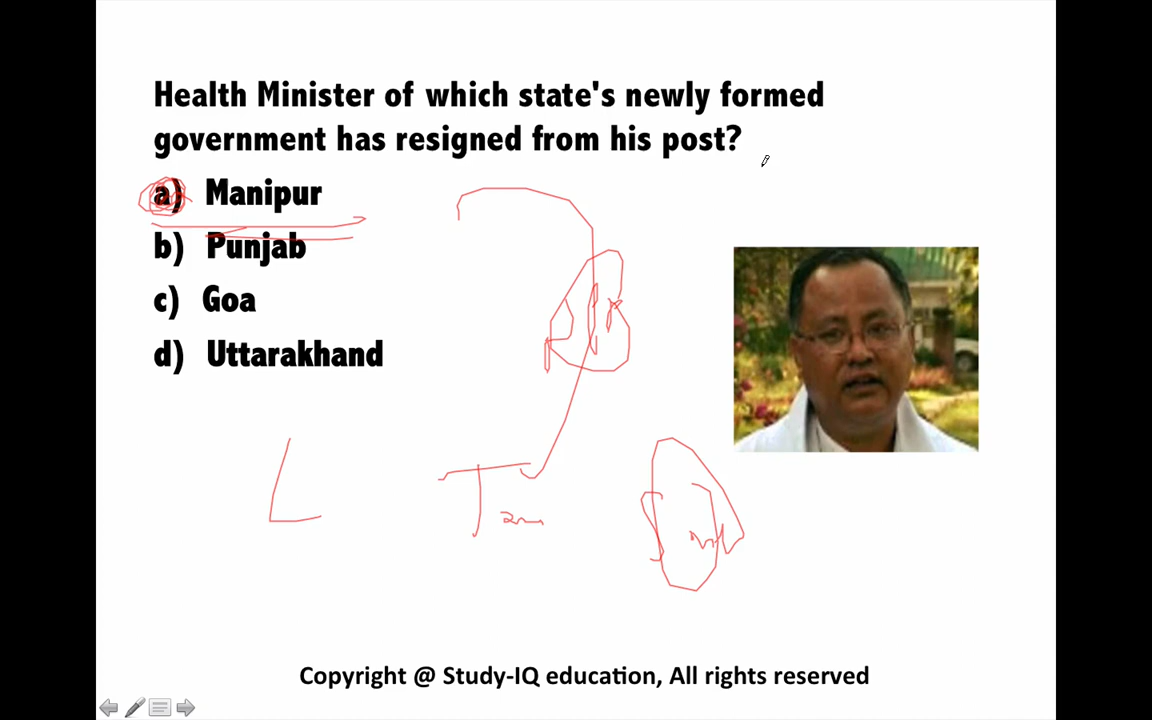 Health Minister of which state's newly formed
government has resigned from his post?
a) Manipur
b) Punjab
c) Goa
d) Uttarakhand
Copyright @ Study-IQ education, All rights reserved